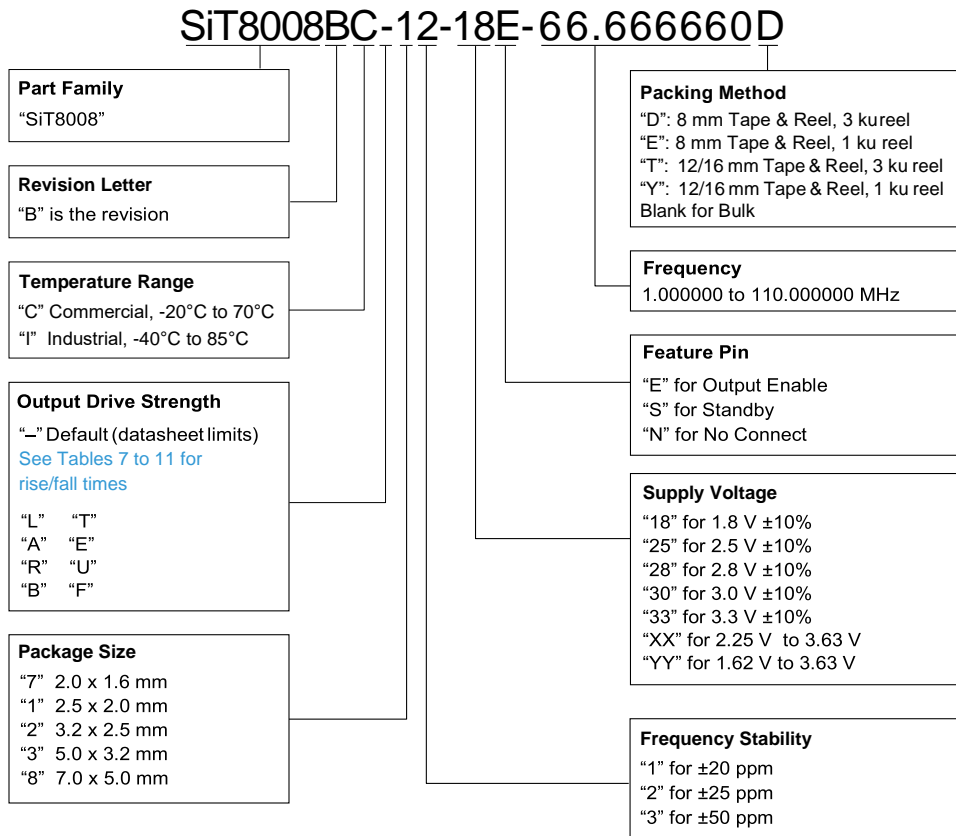 SiT8008BC-12-18E-66.666660D
Part Family
“SiT8008”
Revision Letter
“B” is the revision
Temperature Range
“C” Commercial, -20°C to 70°C
“I” Industrial, -40°C to 85°C
Output Drive Strength
“–” Default (datasheet limits)
See Tables 7 to 11 for
rise/fall times
“L” “T”
“A” “E”
“R” “U”
“B” “F”
Package Size
“7” 2.0 x 1.6 mm
“1” 2.5 x 2.0 mm
“2” 3.2 x 2.5 mm
“3” 5.0 x 3.2 mm
“8” 7.0 x 5.0 mm
Packing Method
“D”: 8 mm Tape & Reel, 3 ku reel
“E”: 8 mm Tape & Reel, 1 ku reel
“T”: 12/16 mm Tape & Reel, 3 ku reel
“Y”: 12/16 mm Tape & Reel, 1 ku reel
Blank for Bulk
Frequency
1.000000 to 110.000000 MHz
Feature Pin
“E” for Output Enable
“S” for Standby
“N” for No Connect
Supply Voltage
“18” for 1.8 V ±10%
“25” for 2.5 V ±10%
“28” for 2.8 V ±10%
“30” for 3.0 V ±10%
“33” for 3.3 V ±10%
“XX” for 2.25 V to 3.63 V
“YY” for 1.62 V to 3.63 V
Frequency Stability
“1” for ±20 ppm
“2” for ±25 ppm
“3” for ±50 ppm